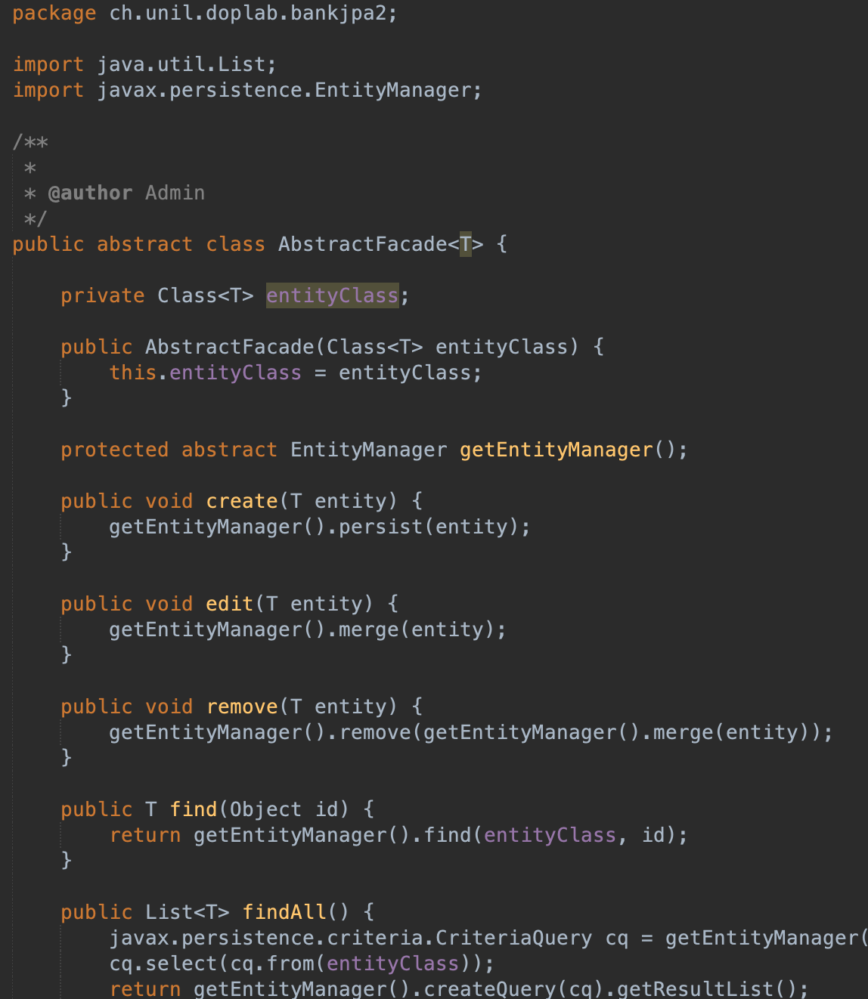 package ch.unil.doplab.bankjpa2;
import java.util.List;
import javax.persistence.EntityManager;
/**
 *
 * @author Admin
 */
public abstract class AbstractFacade<T> {
    private Class<T> entityClass;
    public AbstractFacade(Class<T> entityClass) {
        this.entityClass = entityClass;
    }
    protected abstract EntityManager getEntityManager();
    public void create(T entity) {
        getEntityManager().persist(entity);
    }
    public void edit(T entity) {
        getEntityManager().merge(entity);
    }
    public void remove(T entity) {
        getEntityManager().remove(getEntityManager().merge(entity));
    }
    public T find(Object id) {
        return getEntityManager().find(entityClass, id);
    }
    public List<T> findAll() {
        javax.persistence.criteria.CriteriaQuery cq = getEntityManager(
        cq.select(cq.from(entityClass));
        return getEntityManager().createQuery(cq).getResultList();